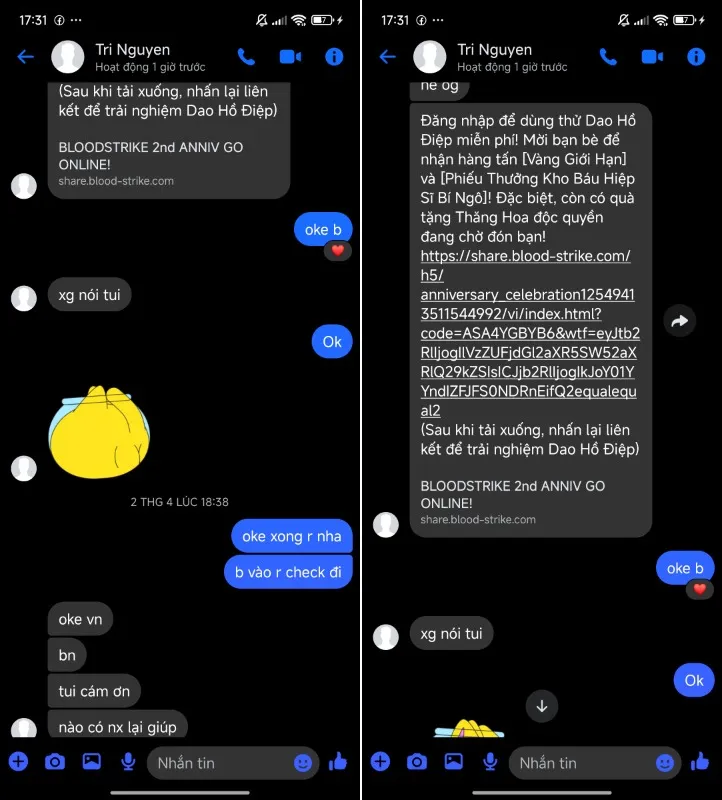 17:31
7
Tri Nguyen
Hoạt động 1 giờ trước
(Sau khi tải xuống, nhấn lại liên
kết để trải nghiệm Dao Hồ Điệp)
BLOODSTRIKE 2nd ANNIV GO
ONLINE!
share.blood-strike.com
oke b
xg nói tui
Ok
2 THG 4 LÚC 18:38
oke xong r nha
b vào r check đi
oke vn
bn
tui cám ơn
nào có nx lại giúp
Nhắn tin
17:31
7
Tri Nguyen
Hoạt động 1 giờ trước
he og
Đăng nhập để dùng thử Dao Hồ
Điệp miễn phí! Mời bạn bè để
nhận hàng tấn [Vàng Giới Hạn]
và [Phiếu Thưởng Kho Báu Hiệp
Sĩ Bí Ngô]! Đặc biệt, còn có quà
tặng Thăng Hoa độc quyền
đang chờ đón bạn!
https://share.blood-strike.com/
h5/
anniversary_celebration1254941
3511544992/vi/index.html?
code=ASA4YGBYB6&wtf=eyJtb2
RlIjogIlVzZUFjdGl2aXR5SW52aX
RlQ29kZSIsICJjb2RlIjogIkJoY01Y
YndIZFJFS0NDRnEifQ2equalequ
al2
(Sau khi tải xuống, nhấn lại liên
kết để trải nghiệm Dao Hồ Điệp)
BLOODSTRIKE 2nd ANNIV GO
ONLINE!
share.blood-strike.com
oke b
xg nói tui
Ok
Nhắn tin